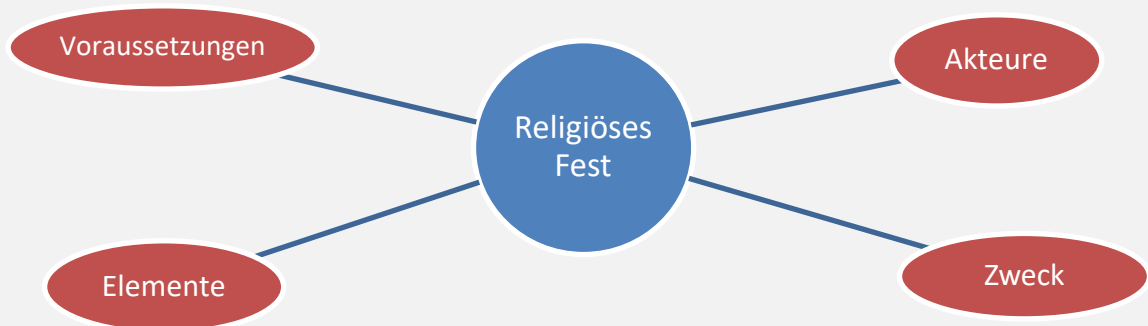 Voraussetzungen
Akteure
Religiöses
Fest
Elemente
Zweck